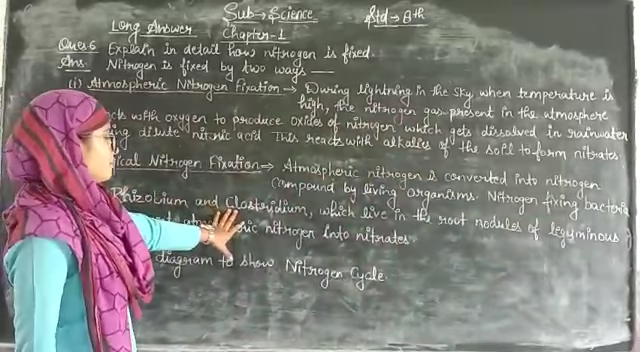 Sub → Science Std → 8th
Long Answer Chapter-1
Ques 6 Explain in detail how nitrogen is fixed.
Ans. Nitrogen is fixed by two ways —
(i) Atmospheric Nitrogen Fixation → During lightning in the sky when temperature is
high, the nitrogen gas present in the atmosphere
with oxygen to produce oxides of nitrogen which gets dissolved in rainwater
dilute nitric acid This reacts with alkalies of the soil to form nitrates
Nitrogen Fixation ⇒ Atmospheric nitrogen is converted into nitrogen
compound by living organisms. Nitrogen fixing bacteria
Rhizobium and Clostridium, which live in the root nodules of leguminous
nitrogen into nitrates.
diagram to show Nitrogen Cycle.